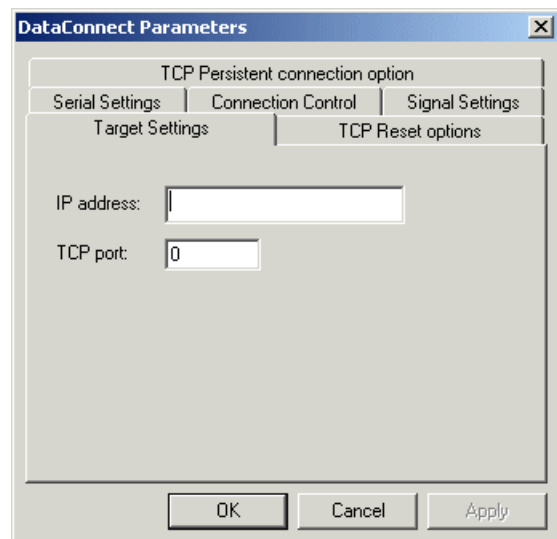 DataConnect Parameters
TCP Persistent connection option
Serial Settings Connection Control Signal Settings
Target Settings TCP Reset options
IP address:
TCP port: 0
OK Cancel Apply